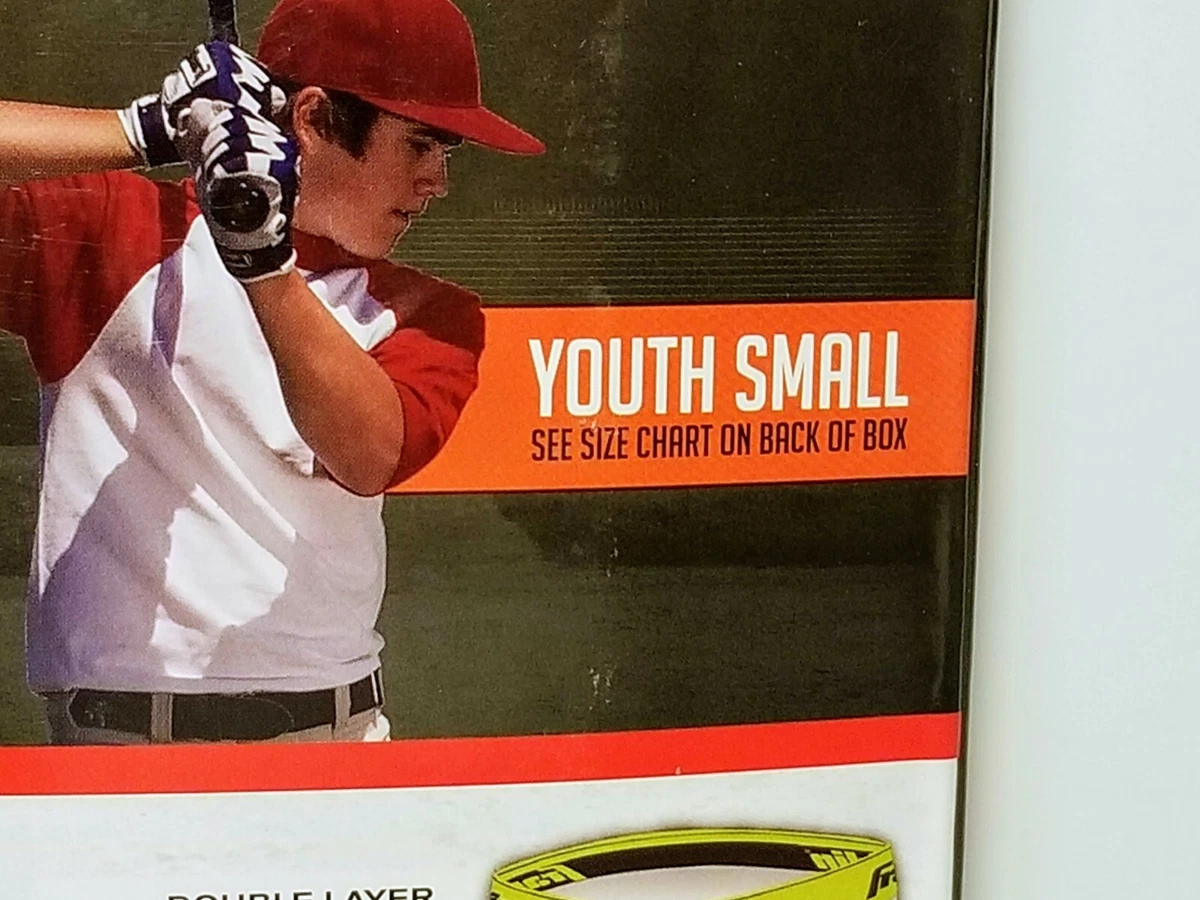 YOUTH SMALL
SEE SIZE CHART ON BACK OF BOX
DOUBLE LAYER